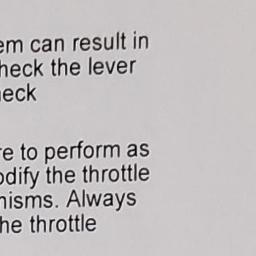 em can result in
heck the lever
eck
re to perform as
odify the throttle
nisms. Always
he throttle